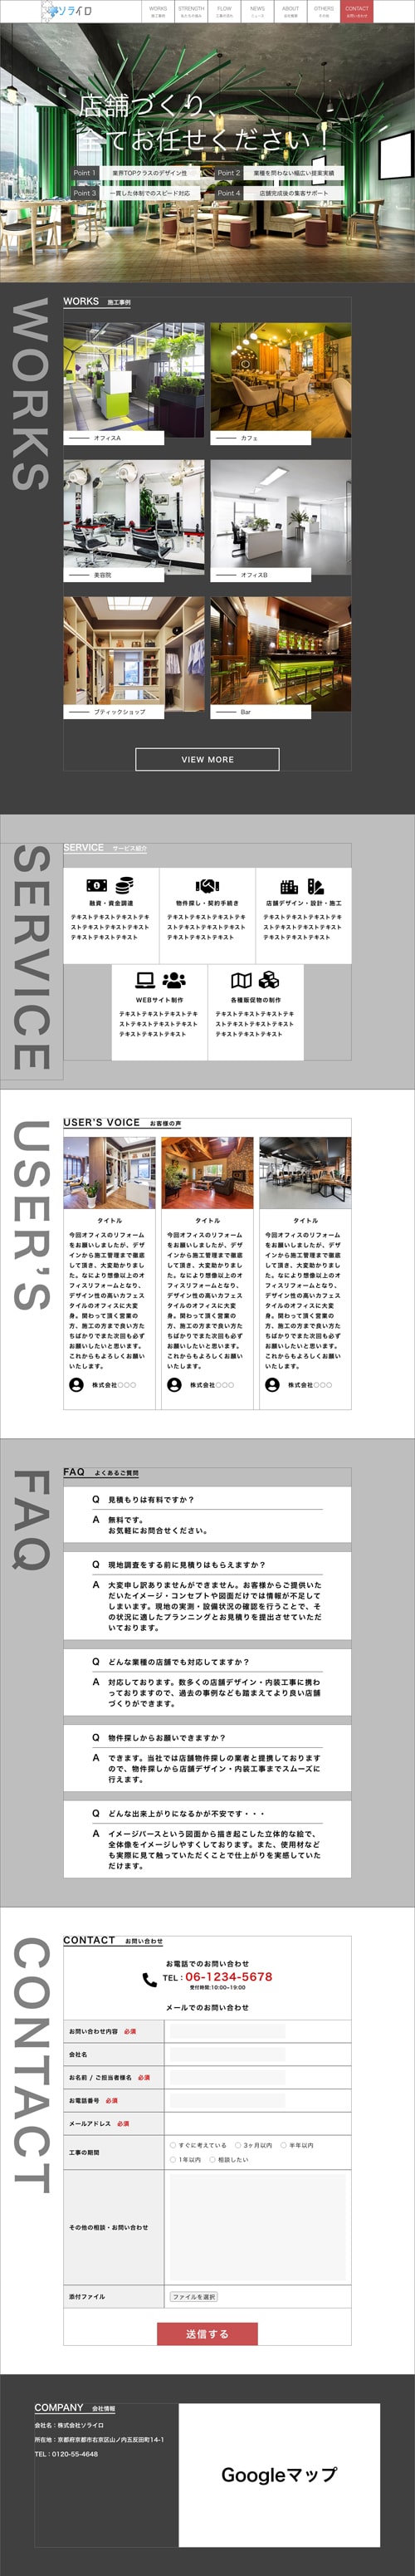 ソライロ
WORKS STRENGTH FLOW NEWS ABOUT OTHERS CONTACT
施工事例 私たちの強み 工事の流れ ニュース 会社概要 その他 お問い合わせ
店舗づくり、
全てお任せください！
Point 1 業界TOPクラスのデザイン性
Point 2 業種を問わない幅広い提案実績
Point 3 一貫した体制でのスピード対応
Point 4 店舗完成後の集客サポート
WORKS
WORKS 施工事例
オフィスA
カフェ
美容院
オフィスB
ブティックショップ
Bar
VIEW MORE
SERVICE
SERVICE サービス紹介
融資・資金調達
テキストテキストテキストテキ
ストテキストテキストテキスト
テキストテキストテキスト
物件探し・契約手続き
テキストテキストテキストテキ
ストテキストテキストテキスト
テキストテキストテキスト
店舗デザイン・設計・施工
テキストテキストテキストテキ
ストテキストテキストテキスト
テキストテキストテキスト
WEBサイト制作
テキストテキストテキストテキ
ストテキストテキストテキスト
テキストテキストテキスト
各種販促物の制作
テキストテキストテキストテキ
ストテキストテキストテキスト
テキストテキストテキスト
USER'S
USER'S VOICE お客様の声
タイトル
今回オフィスのリフォーム
をお願いしましたが、デザ
インから施工管理まで徹底
して頂き、大変助かりまし
た。なにより想像以上のオ
フィスリフォームとなり、
デザイン性の高いカフェス
タイルのオフィスに大変
身。関わって頂く営業の
方、施工の方まで良い方た
ちばかりでまた次回も必ず
お願いしたいと思います。
これからもよろしくお願い
いたします。
株式会社〇〇〇
タイトル
今回オフィスのリフォーム
をお願いしましたが、デザ
インから施工管理まで徹底
して頂き、大変助かりまし
た。なにより想像以上のオ
フィスリフォームとなり、
デザイン性の高いカフェス
タイルのオフィスに大変
身。関わって頂く営業の
方、施工の方まで良い方た
ちばかりでまた次回も必ず
お願いしたいと思います。
これからもよろしくお願い
いたします。
株式会社〇〇〇
タイトル
今回オフィスのリフォーム
をお願いしましたが、デザ
インから施工管理まで徹底
して頂き、大変助かりまし
た。なにより想像以上のオ
フィスリフォームとなり、
デザイン性の高いカフェス
タイルのオフィスに大変
身。関わって頂く営業の
方、施工の方まで良い方た
ちばかりでまた次回も必ず
お願いしたいと思います。
これからもよろしくお願い
いたします。
株式会社〇〇〇
FAQ
FAQ よくあるご質問
Q 見積もりは有料ですか？
A 無料です。
お気軽にお問合せください。
Q 現地調査をする前に見積りはもらえますか？
A 大変申し訳ありませんができません。お客様からご提供いた
だいたイメージ・コンセプトや図面だけでは情報が不足して
しまいます。現地の実測・設備状況の確認を行うことで、そ
の状況に適したプランニングとお見積りを提出させていただ
いております。
Q どんな業種の店舗でも対応してますか？
A 対応しております。数多くの店舗デザイン・内装工事に携わ
っておりますので、過去の事例なども踏まえてより良い店舗
づくりができます。
Q 物件探しからお願いできますか？
A できます。当社では店舗物件探しの業者と提携しております
ので、物件探しから店舗デザイン・内装工事までスムーズに
行えます。
Q どんな出来上がりになるかが不安です・・・
A イメージパースという図面から描き起こした立体的な絵で、
全体像をイメージしやすくしております。また、使用材など
も実際に見て触っていただくことで仕上がりを実感していた
だけます。
CONTACT
CONTACT お問い合わせ
お電話でのお問い合わせ
TEL：06-1234-5678
受付時間:10:00~19:00
メールでのお問い合わせ
お問い合わせ内容 必須
会社名
お名前 / ご担当者様名 必須
お電話番号 必須
メールアドレス 必須
工事の期間
すぐに考えている 3ヶ月以内 半年以内
1年以内 相談したい
その他の相談・お問い合わせ
添付ファイル
ファイルを選択
送信する
COMPANY 会社情報
会社名：株式会社ソライロ
所在地：京都府京都市右京区山ノ内五反田町14-1
TEL：0120-55-4648
Googleマップ